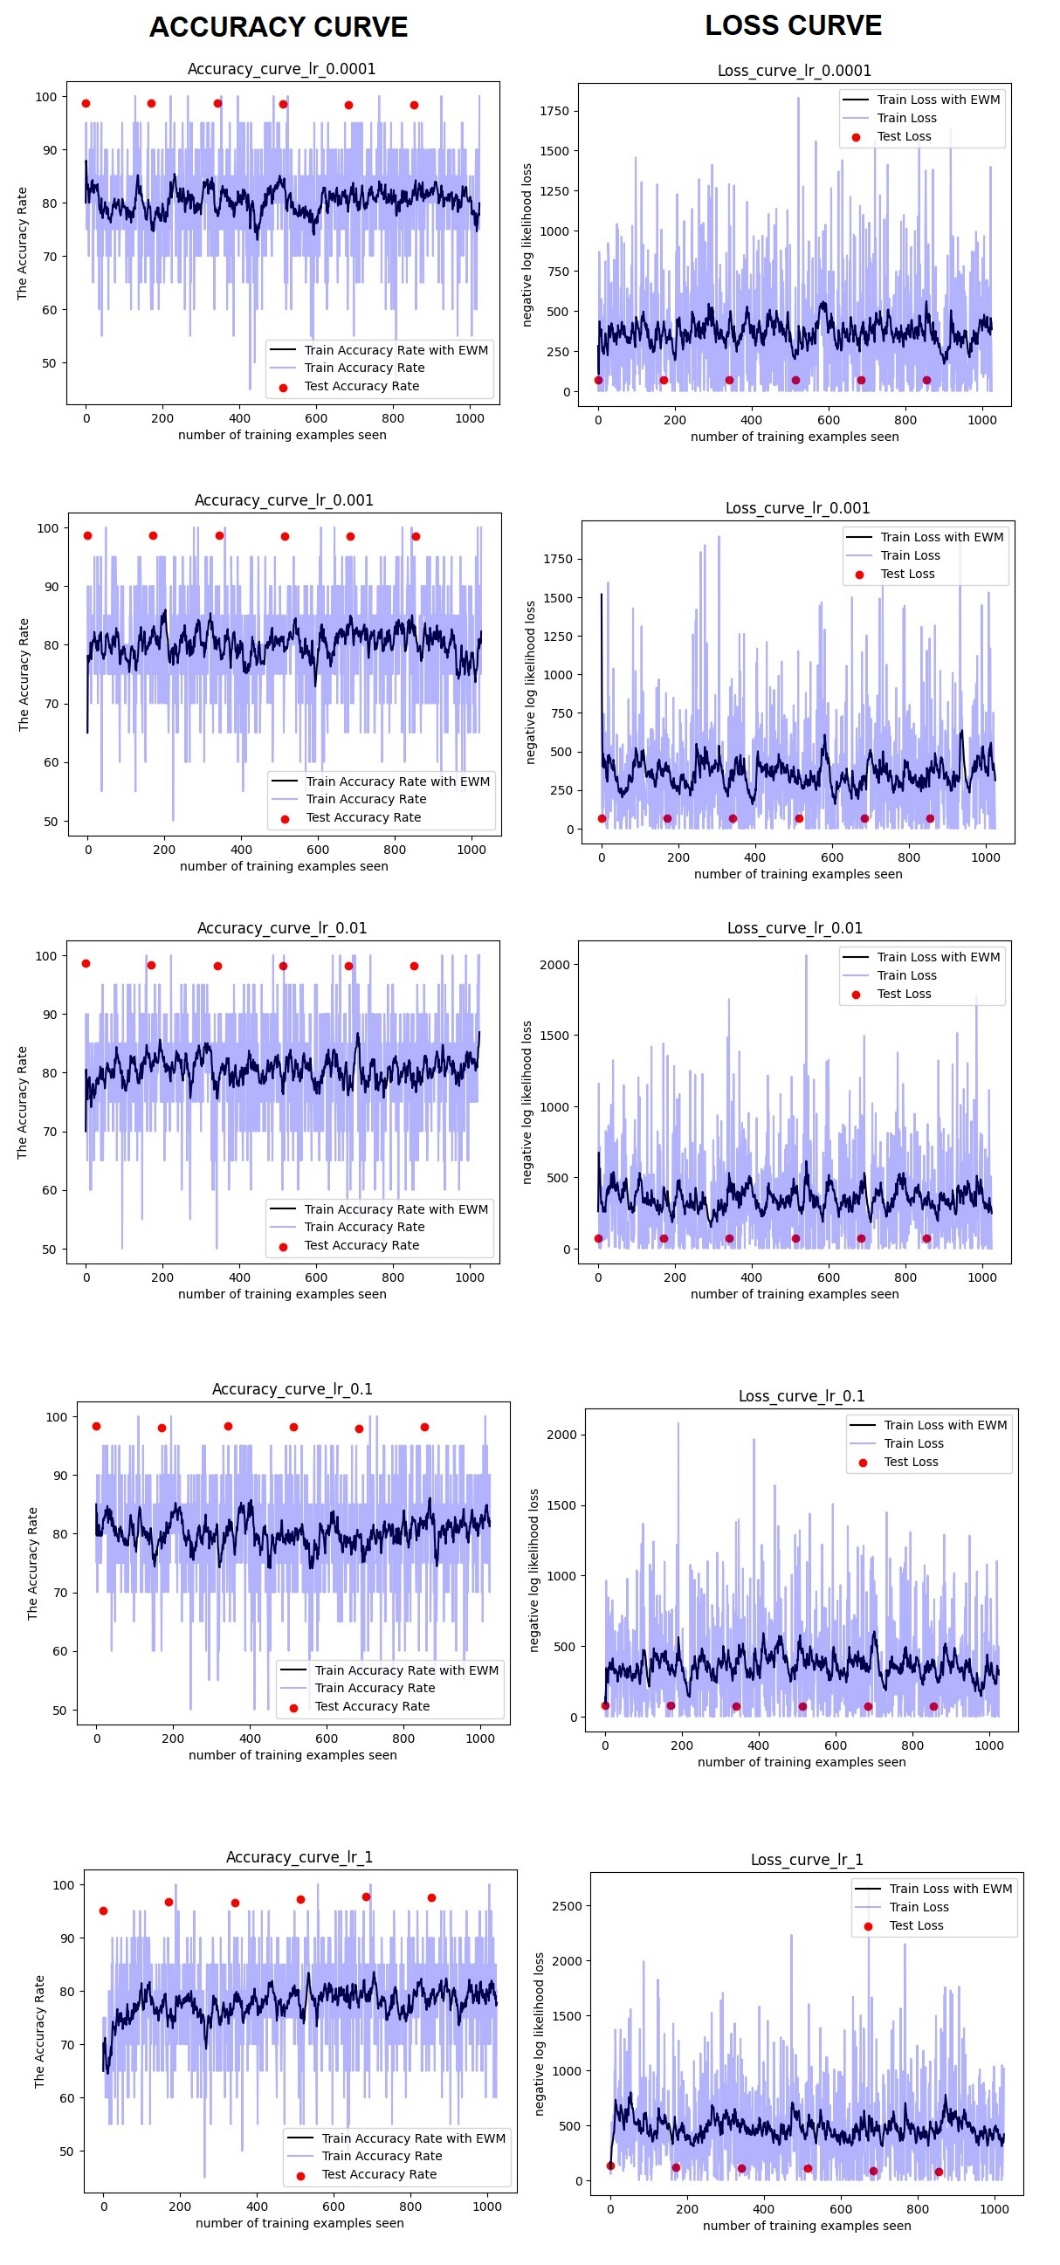 ACCURACY CURVE
LOSS CURVE
Accuracy_curve_lr_0.0001
The Accuracy Rate
100
90
80
70
60
50
Train Accuracy Rate with EWM
Train Accuracy Rate
Test Accuracy Rate
0 200 400 600 800 1000
number of training examples seen
Loss_curve_lr_0.0001
negative log likelihood loss
1750
1500
1250
1000
750
500
250
0
Train Loss with EWM
Train Loss
Test Loss
0 200 400 600 800 1000
number of training examples seen
Accuracy_curve_lr_0.001
The Accuracy Rate
100
90
80
70
60
50
Train Accuracy Rate with EWM
Train Accuracy Rate
Test Accuracy Rate
0 200 400 600 800 1000
number of training examples seen
Loss_curve_lr_0.001
negative log likelihood loss
1750
1500
1250
1000
750
500
250
0
Train Loss with EWM
Train Loss
Test Loss
0 200 400 600 800 1000
number of training examples seen
Accuracy_curve_lr_0.01
The Accuracy Rate
100
90
80
70
60
50
Train Accuracy Rate with EWM
Train Accuracy Rate
Test Accuracy Rate
0 200 400 600 800 1000
number of training examples seen
Loss_curve_lr_0.01
negative log likelihood loss
2000
1500
1000
500
0
Train Loss with EWM
Train Loss
Test Loss
0 200 400 600 800 1000
number of training examples seen
Accuracy_curve_lr_0.1
The Accuracy Rate
100
90
80
70
60
50
Train Accuracy Rate with EWM
Train Accuracy Rate
Test Accuracy Rate
0 200 400 600 800 1000
number of training examples seen
Loss_curve_lr_0.1
negative log likelihood loss
2000
1500
1000
500
0
Train Loss with EWM
Train Loss
Test Loss
0 200 400 600 800 1000
number of training examples seen
Accuracy_curve_lr_1
The Accuracy Rate
100
90
80
70
60
50
Train Accuracy Rate with EWM
Train Accuracy Rate
Test Accuracy Rate
0 200 400 600 800 1000
number of training examples seen
Loss_curve_lr_1
negative log likelihood loss
2500
2000
1500
1000
500
0
Train Loss with EWM
Train Loss
Test Loss
0 200 400 600 800 1000
number of training examples seen